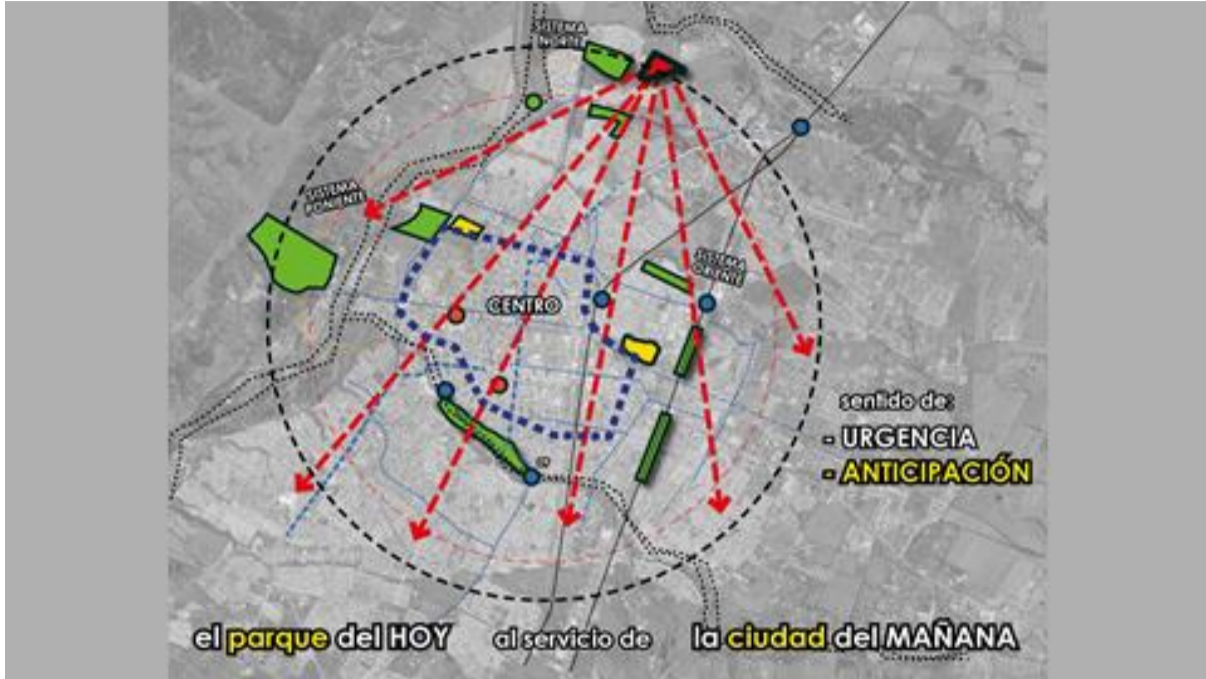 SISTEMA
NORTE
SISTEMA
PONIENTE
SISTEMA
ORIENTE
CENTRO
sentido de:
- URGENCIA
- ANTICIPACIÓN
el parque del HOY al servicio de la ciudad del MAÑANA